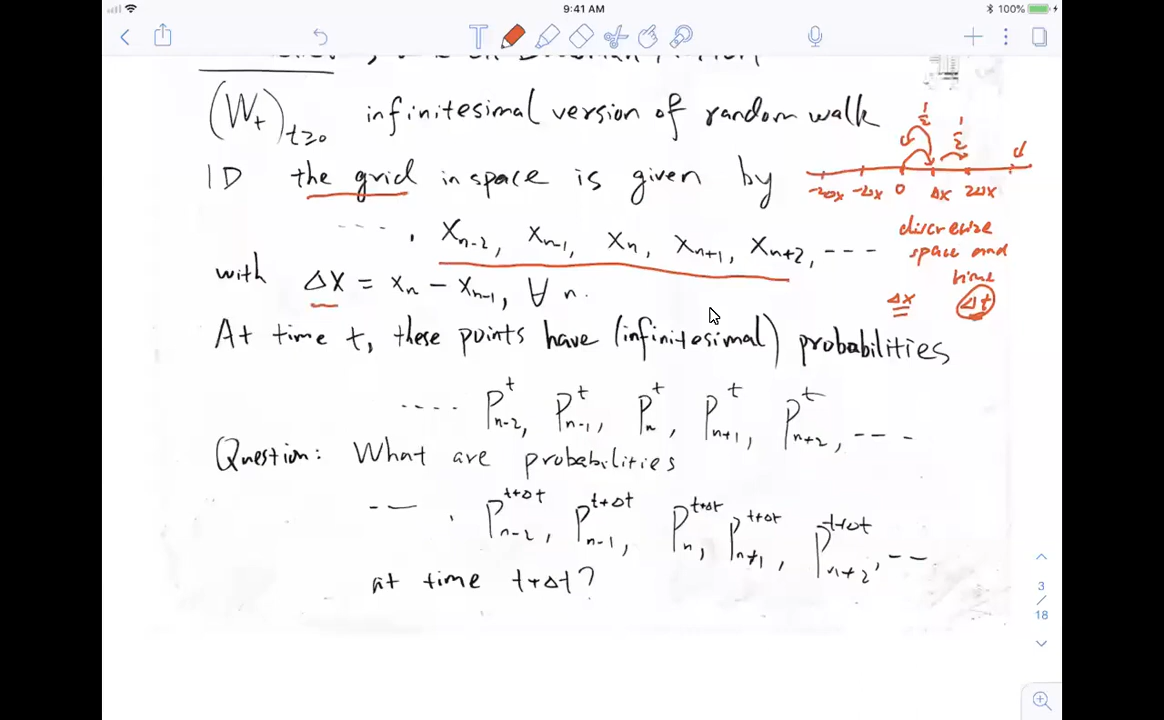 9:41 AM
100%
(W_t)_{t≥0} infinitesimal version of random walk
1/2 1/2
1D the grid in space is given by
-2Δx -Δx 0 Δx 2Δx
---- , X_{n-2}, X_{n-1}, X_n, X_{n+1}, X_{n+2}, ---
discretize
space and
time
with ΔX = X_n - X_{n-1}, ∀ n.
Δx Δt
At time t, these points have (infinitesimal) probabilities
---- P^t_{n-2}, P^t_{n-1}, P^t_n, P^t_{n+1}, P^t_{n+2}, ---
Question: What are probabilities
-- , P^{t+Δt}_{n-2}, P^{t+Δt}_{n-1}, P^{t+Δt}_n, P^{t+Δt}_{n+1}, P^{t+Δt}_{n+2}, --
at time t+Δt?
3
/
18